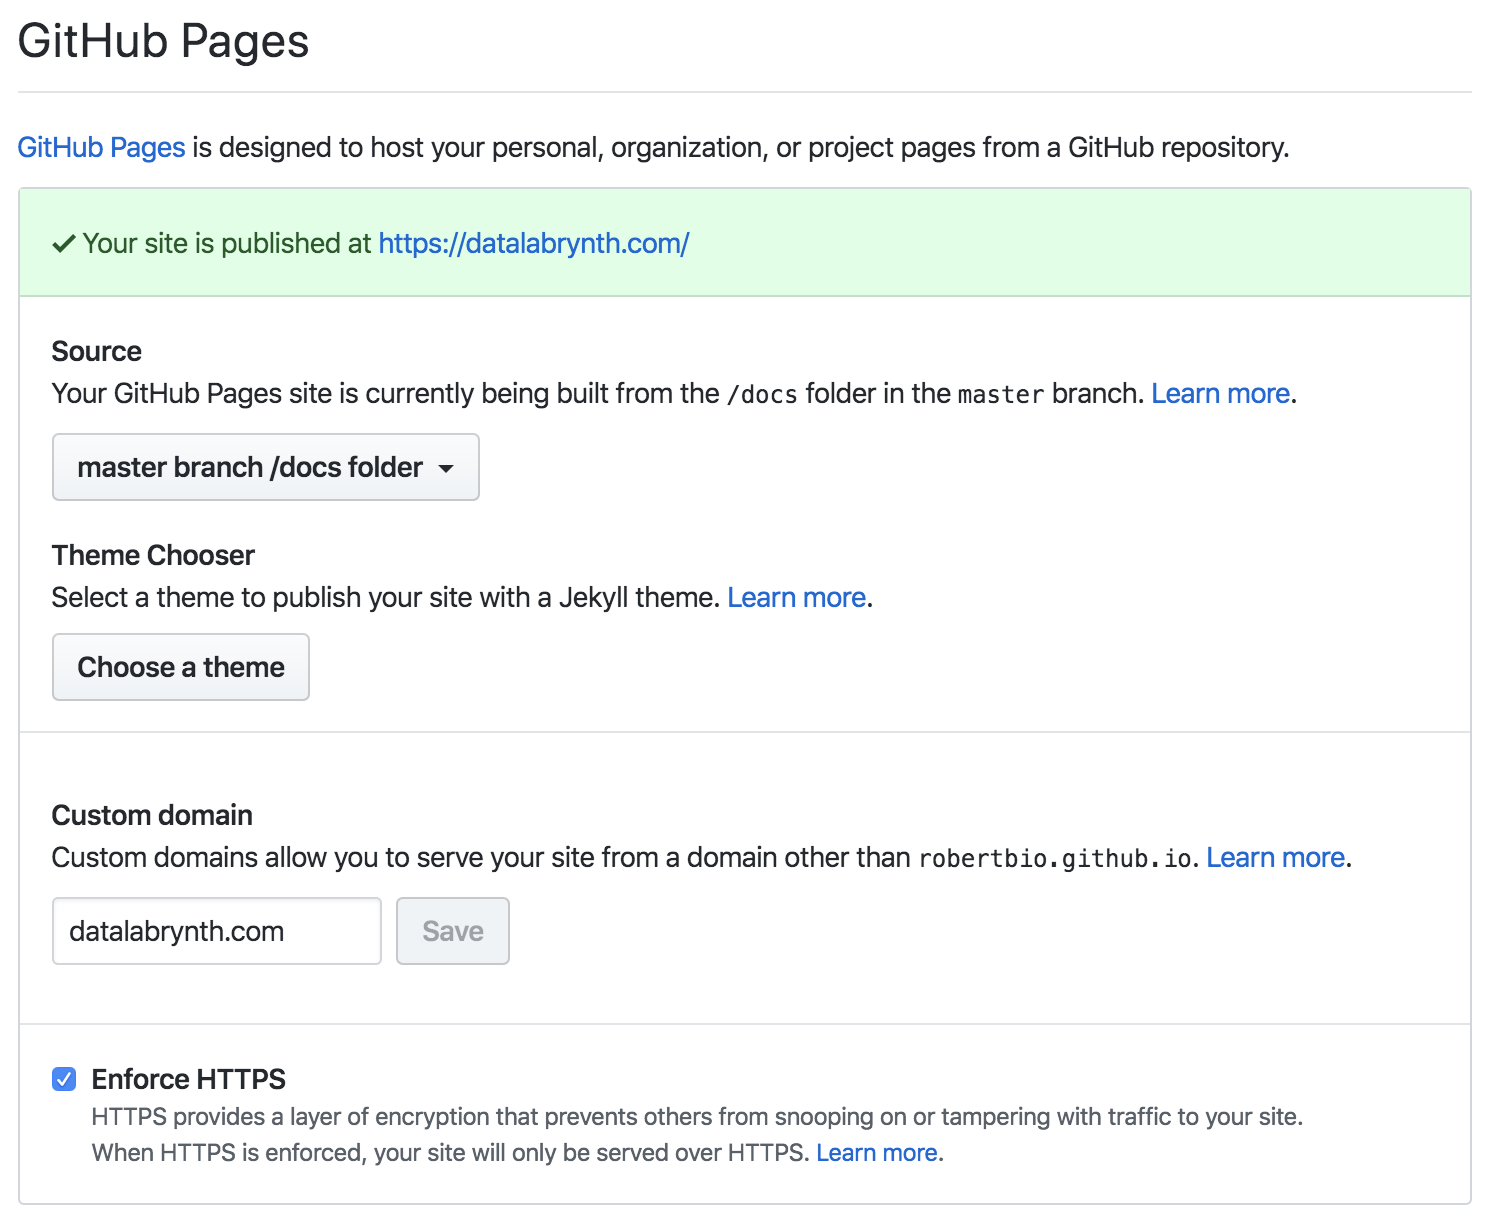 GitHub Pages
GitHub Pages is designed to host your personal, organization, or project pages from a GitHub repository.
Your site is published at https://datalabrynth.com/
Source
Your GitHub Pages site is currently being built from the /docs folder in the master branch. Learn more.
master branch /docs folder
Theme Chooser
Select a theme to publish your site with a Jekyll theme. Learn more.
Choose a theme
Custom domain
Custom domains allow you to serve your site from a domain other than robertbio.github.io. Learn more.
datalabrynth.com Save
Enforce HTTPS
HTTPS provides a layer of encryption that prevents others from snooping on or tampering with traffic to your site.
When HTTPS is enforced, your site will only be served over HTTPS. Learn more.